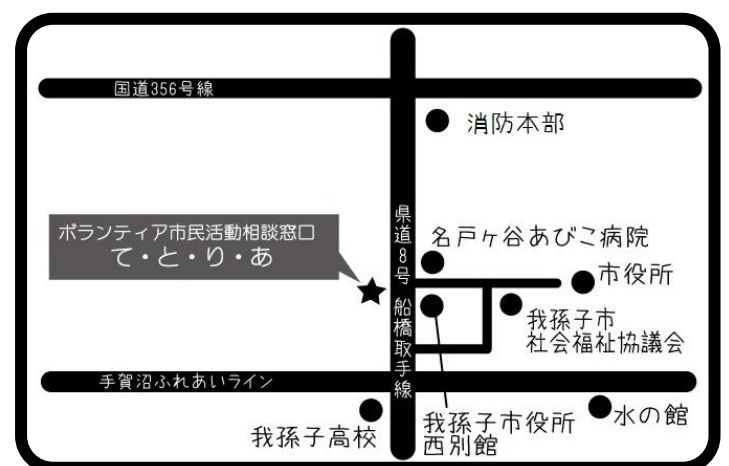 国道356号線
消防本部
県道8号 船橋取手線
ボランティア市民活動相談窓口
て・と・り・あ
名戸ヶ谷あびこ病院
市役所
我孫子市
社会福祉協議会
手賀沼ふれあいライン
我孫子高校
我孫子市役所
西別館
水の館